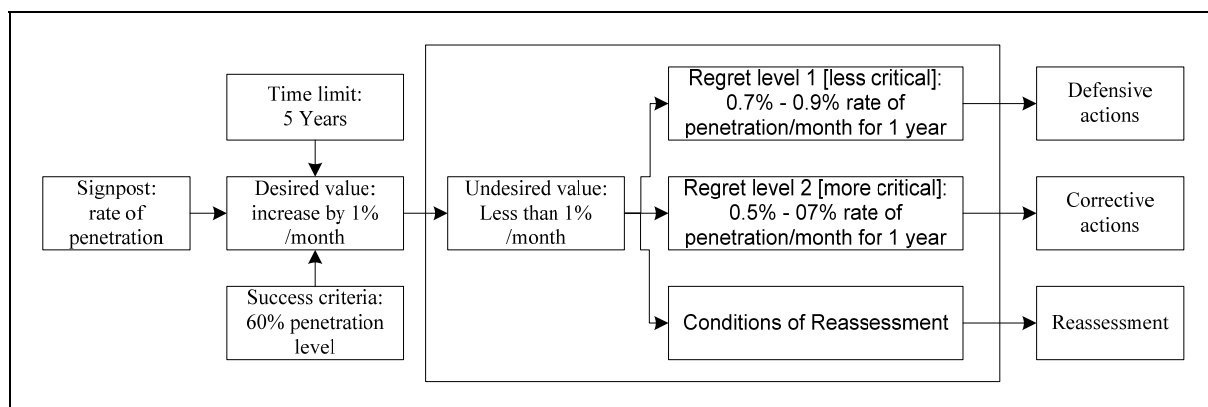 Time limit:
5 Years
Signpost:
rate of
penetration
Desired value:
increase by 1%
/month
Success criteria:
60% penetration
level
Undesired value:
Less than 1%
/month
Regret level 1 [less critical]:
0.7% - 0.9% rate of
penetration/month for 1 year
Defensive
actions
Regret level 2 [more critical]:
0.5% - 07% rate of
penetration/month for 1 year
Corrective
actions
Conditions of Reassessment
Reassessment